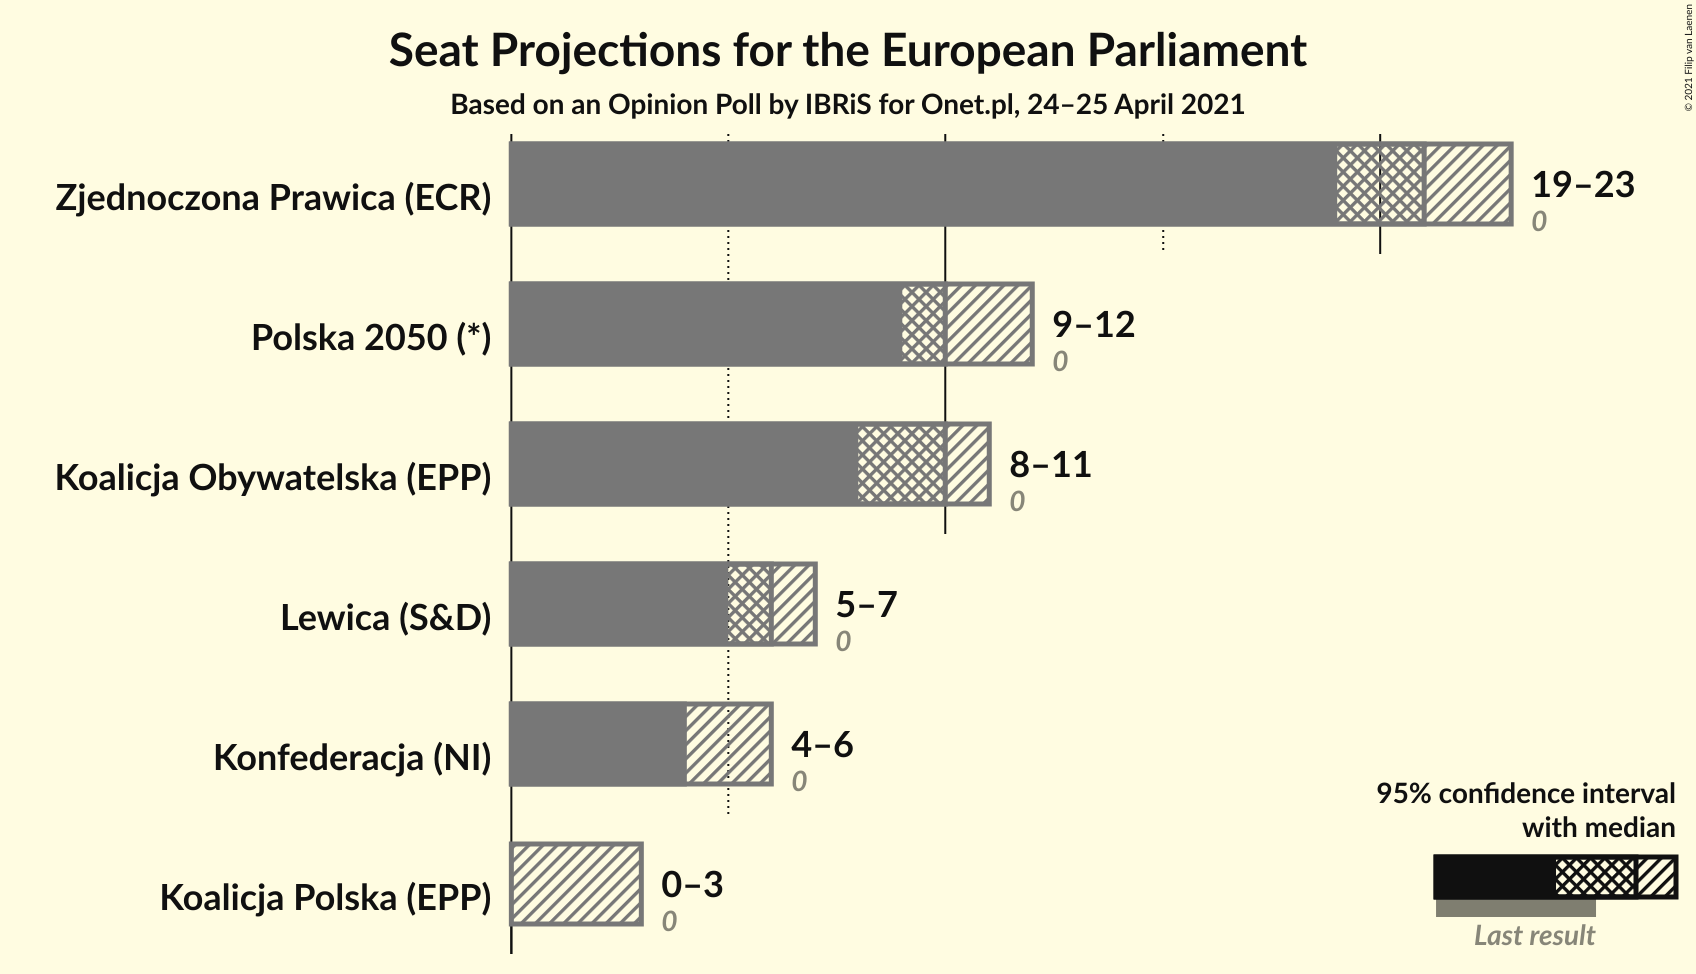 Seat Projections for the European Parliament
Based on an Opinion Poll by IBRiS for Onet.pl, 24–25 April 2021
© 2021 Filip van Laenen
Zjednoczona Prawica (ECR)
19–23
0
Polska 2050 (*)
9–12
0
Koalicja Obywatelska (EPP)
8–11
0
Lewica (S&D)
5–7
0
Konfederacja (NI)
4–6
0
Koalicja Polska (EPP)
0–3
0
95% confidence interval
with median
Last result